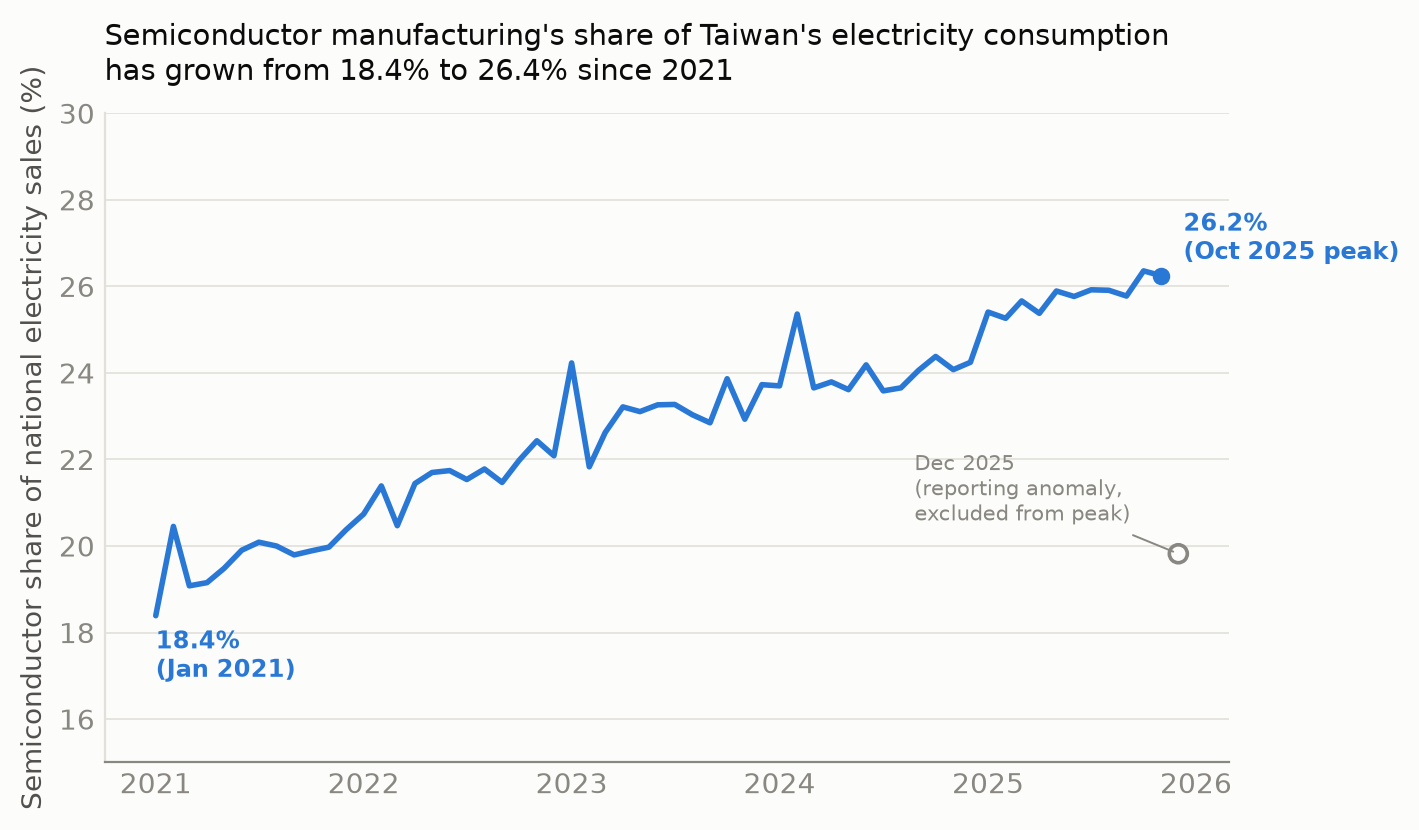 Semiconductor manufacturing's share of Taiwan's electricity consumption
has grown from 18.4% to 26.4% since 2021
Semiconductor share of national electricity sales (%)
30
28
26
24
22
20
18
16
26.2%
(Oct 2025 peak)
Dec 2025
(reporting anomaly,
excluded from peak)
18.4%
(Jan 2021)
2021
2022
2023
2024
2025
2026